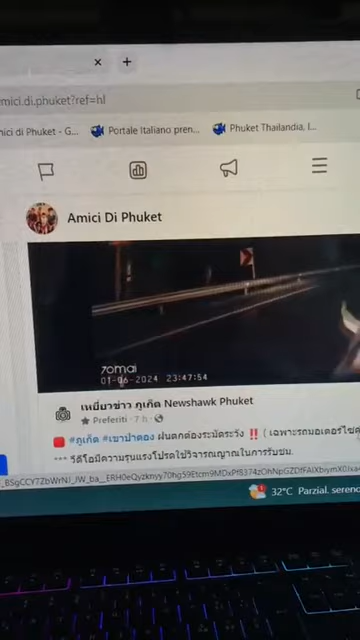 amici.di.phuket?ref=hl
mici di Phuket - G...
Portale Italiano pren...
Phuket Thailandia, I...
Amici Di Phuket
70mai
01-06-2024 23:47:54
เหยี่ยวข่าว ภูเก็ต Newshawk Phuket
Preferiti · 7 h ·
#ภูเก็ต #เขาป่าตอง ฝนตกต่องระมัดระวัง ‼️ ( เฉพาะรถมอเตอร์ไซค์
*** วีดีโอมีความรุนแรงโปรดใช้วิจารณญาณในการรับชม
32°C Parzial. sereno